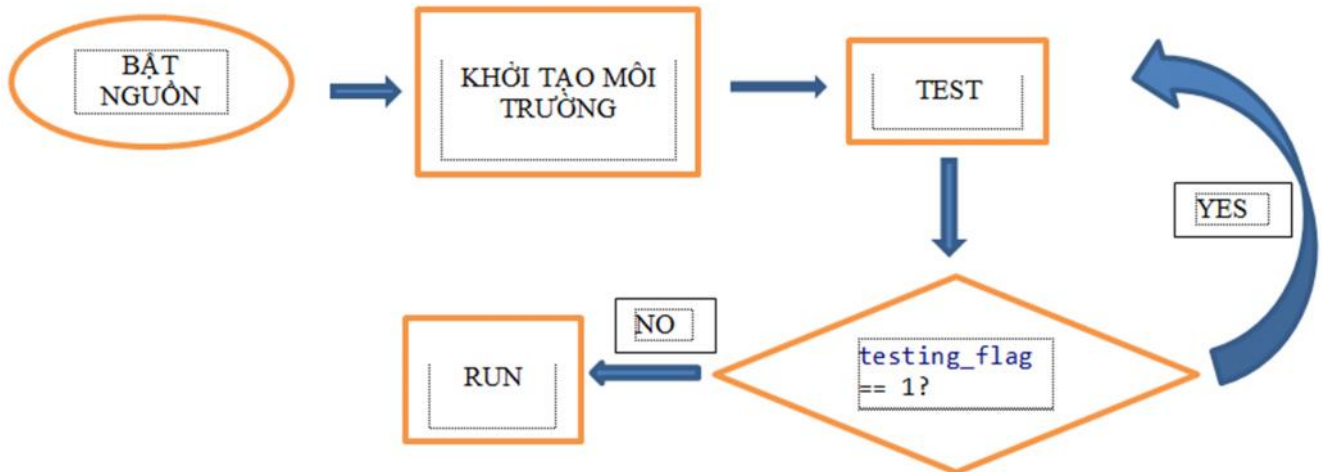 BẬT
NGUỒN
KHỞI TẠO MÔI
TRƯỜNG
TEST
YES
NO
testing_flag
== 1?
RUN